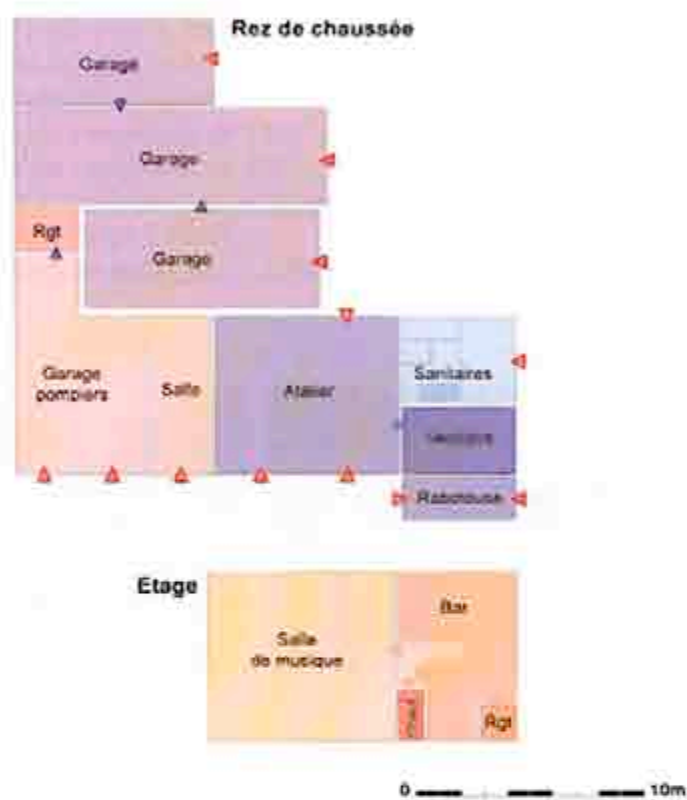 Rez de chaussée
Garage
Garage
Rgt
Garage
Garage
pompiers
Salle
Atelier
Sanitaires
Etage
Bar
Salle
de musique
Rgt
0
10m